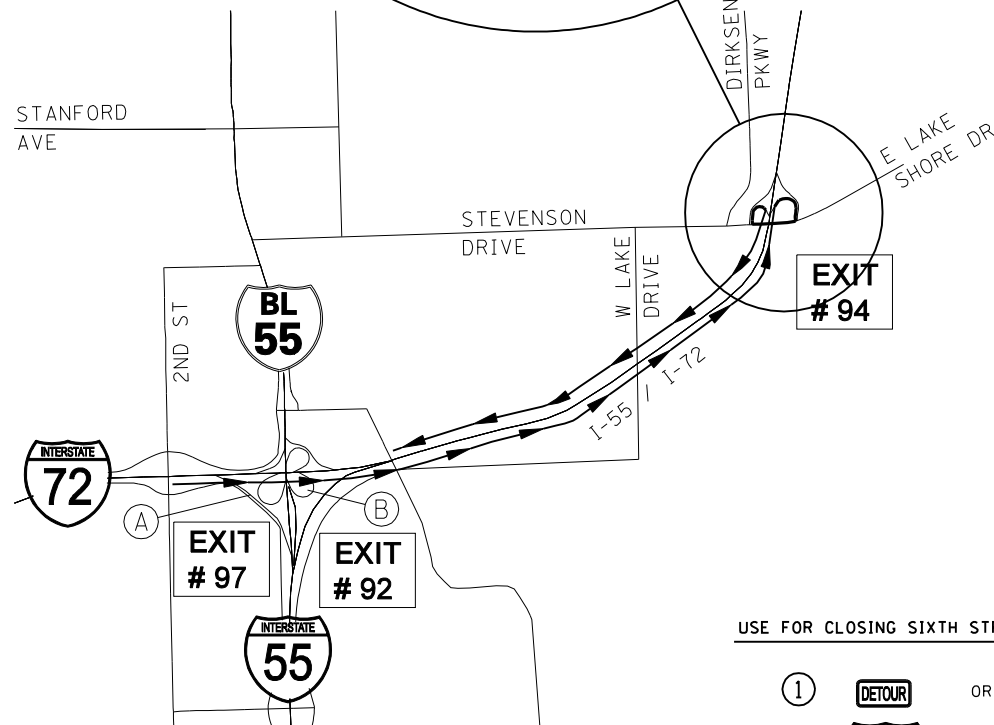 DIRKSEN
PKWY
STANFORD
AVE
E LAKE
SHORE DR
STEVENSON
DRIVE
W LAKE
DRIVE
EXIT
# 94
2ND ST
BL
55
I-55 / I-72
INTERSTATE
72
A
B
EXIT
# 97
EXIT
# 92
INTERSTATE
55
USE FOR CLOSING SIXTH
1
DETOUR
OR